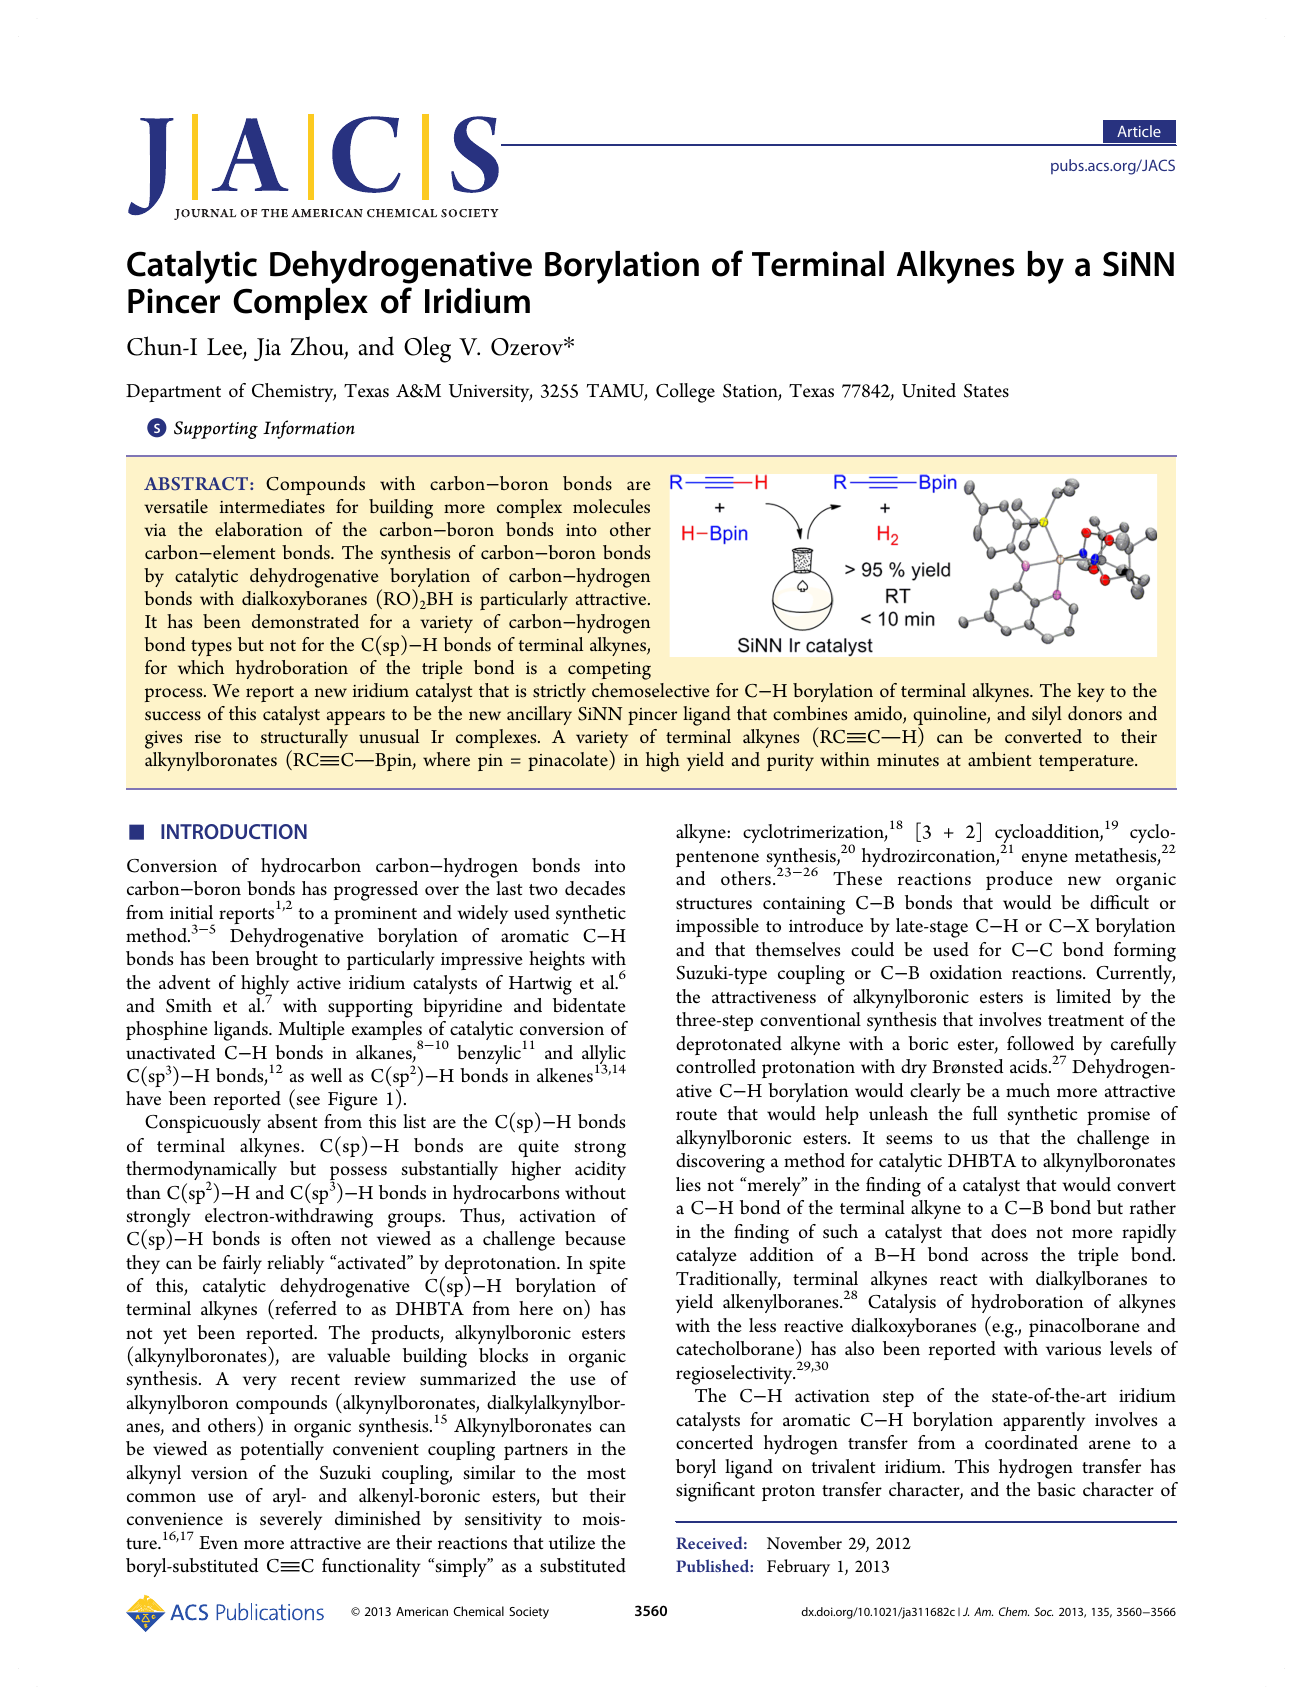 J|A|C|S
JOURNAL OF THE AMERICAN CHEMICAL SOCIETY
Article
pubs.acs.org/JACS
Catalytic Dehydrogenative Borylation of Terminal Alkynes by a SiNN
Pincer Complex of Iridium
Chun-I Lee, Jia Zhou, and Oleg V. Ozerov*
Department of Chemistry, Texas A&M University, 3255 TAMU, College Station, Texas 77842, United States
S Supporting Information
ABSTRACT: Compounds with carbon−boron bonds are
versatile intermediates for building more complex molecules
via the elaboration of the carbon−boron bonds into other
carbon−element bonds. The synthesis of carbon−boron bonds
by catalytic dehydrogenative borylation of carbon−hydrogen
bonds with dialkoxyboranes (RO)₂BH is particularly attractive.
It has been demonstrated for a variety of carbon−hydrogen
bond types but not for the C(sp)−H bonds of terminal alkynes,
for which hydroboration of the triple bond is a competing
process. We report a new iridium catalyst that is strictly chemoselective for C−H borylation of terminal alkynes. The key to the
success of this catalyst appears to be the new ancillary SiNN pincer ligand that combines amido, quinoline, and silyl donors and
gives rise to structurally unusual Ir complexes. A variety of terminal alkynes (RC≡C—H) can be converted to their
alkynylboronates (RC≡C—Bpin, where pin = pinacolate) in high yield and purity within minutes at ambient temperature.
R≡H R≡Bpin
+ +
H−Bpin H₂
> 95 % yield
RT
< 10 min
SiNN Ir catalyst
■ INTRODUCTION
Conversion of hydrocarbon carbon−hydrogen bonds into
carbon−boron bonds has progressed over the last two decades
from initial reports¹,² to a prominent and widely used synthetic
method.³⁻⁵ Dehydrogenative borylation of aromatic C−H
bonds has been brought to particularly impressive heights with
the advent of highly active iridium catalysts of Hartwig et al.⁶
and Smith et al.⁷ with supporting bipyridine and bidentate
phosphine ligands. Multiple examples of catalytic conversion of
unactivated C−H bonds in alkanes,⁸⁻¹⁰ benzylic¹¹ and allylic
C(sp³)−H bonds,¹² as well as C(sp²)−H bonds in alkenes¹³,¹⁴
have been reported (see Figure 1).
Conspicuously absent from this list are the C(sp)−H bonds
of terminal alkynes. C(sp)−H bonds are quite strong
thermodynamically but possess substantially higher acidity
than C(sp²)−H and C(sp³)−H bonds in hydrocarbons without
strongly electron-withdrawing groups. Thus, activation of
C(sp)−H bonds is often not viewed as a challenge because
they can be fairly reliably “activated” by deprotonation. In spite
of this, catalytic dehydrogenative C(sp)−H borylation of
terminal alkynes (referred to as DHBTA from here on) has
not yet been reported. The products, alkynylboronic esters
(alkynylboronates), are valuable building blocks in organic
synthesis. A very recent review summarized the use of
alkynylboron compounds (alkynylboronates, dialkylalkynylbor-
anes, and others) in organic synthesis.¹⁵ Alkynylboronates can
be viewed as potentially convenient coupling partners in the
alkynyl version of the Suzuki coupling, similar to the most
common use of aryl- and alkenyl-boronic esters, but their
convenience is severely diminished by sensitivity to mois-
ture.¹⁶,¹⁷ Even more attractive are their reactions that utilize the
boryl-substituted C≡C functionality “simply” as a substituted
alkyne: cyclotrimerization,¹⁸ [3 + 2] cycloaddition,¹⁹ cyclo-
pentenone synthesis,²⁰ hydrozirconation,²¹ enyne metathesis,²²
and others.²³⁻²⁶ These reactions produce new organic
structures containing C−B bonds that would be difficult or
impossible to introduce by late-stage C−H or C−X borylation
and that themselves could be used for C−C bond forming
Suzuki-type coupling or C−B oxidation reactions. Currently,
the attractiveness of alkynylboronic esters is limited by the
three-step conventional synthesis that involves treatment of the
deprotonated alkyne with a boric ester, followed by carefully
controlled protonation with dry Brønsted acids.²⁷ Dehydrogen-
ative C−H borylation would clearly be a much more attractive
route that would help unleash the full synthetic promise of
alkynylboronic esters. It seems to us that the challenge in
discovering a method for catalytic DHBTA to alkynylboronates
lies not “merely” in the finding of a catalyst that would convert
a C−H bond of the terminal alkyne to a C−B bond but rather
in the finding of such a catalyst that does not more rapidly
catalyze addition of a B−H bond across the triple bond.
Traditionally, terminal alkynes react with dialkylboranes to
yield alkenylboranes.²⁸ Catalysis of hydroboration of alkynes
with the less reactive dialkoxyboranes (e.g., pinacolborane and
catecholborane) has also been reported with various levels of
regioselectivity.²⁹,³⁰
The C−H activation step of the state-of-the-art iridium
catalysts for aromatic C−H borylation apparently involves a
concerted hydrogen transfer from a coordinated arene to a
boryl ligand on trivalent iridium. This hydrogen transfer has
significant proton transfer character, and the basic character of
Received: November 29, 2012
Published: February 1, 2013
ACS Publications © 2013 American Chemical Society 3560 dx.doi.org/10.1021/ja311682c | J. Am. Chem. Soc. 2013, 135, 3560−3566